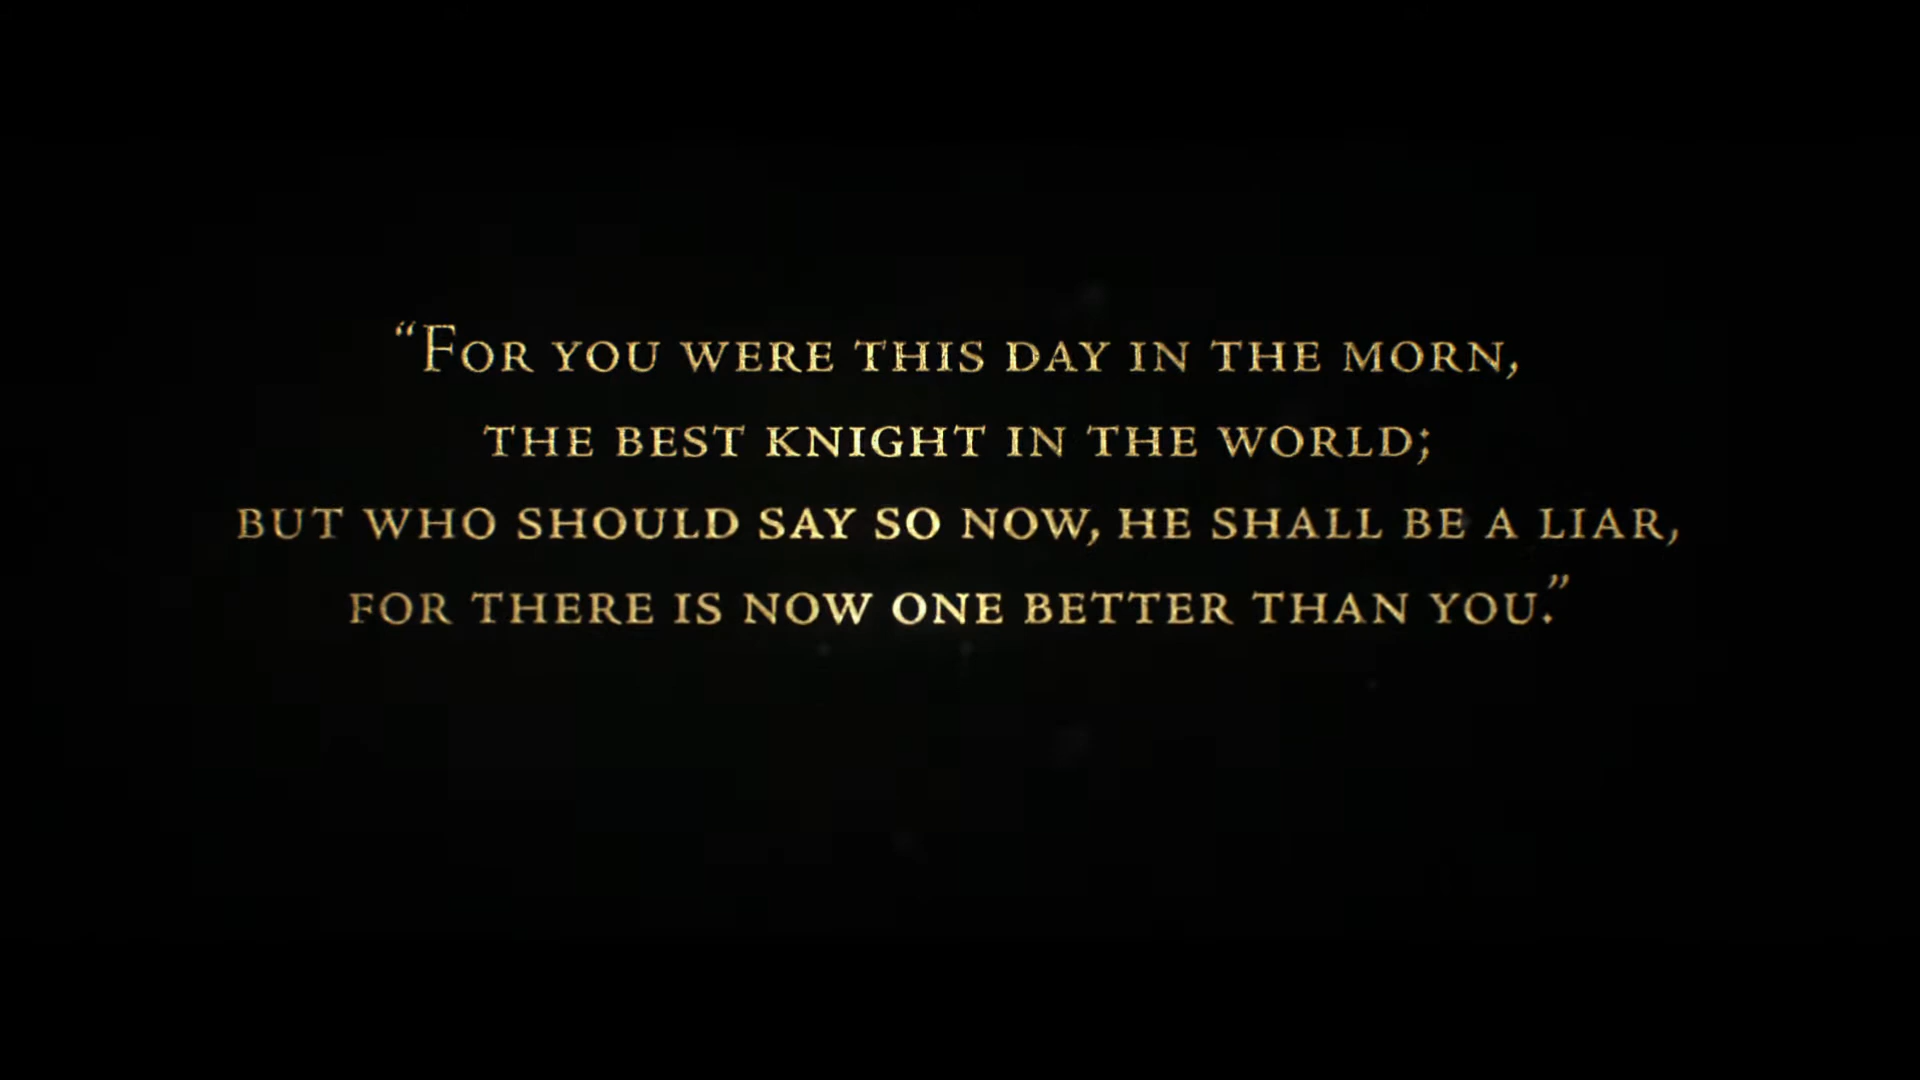 “For you were this day in the morn,
the best knight in the world;
but who should say so now, he shall be a liar,
for there is now one better than you.”